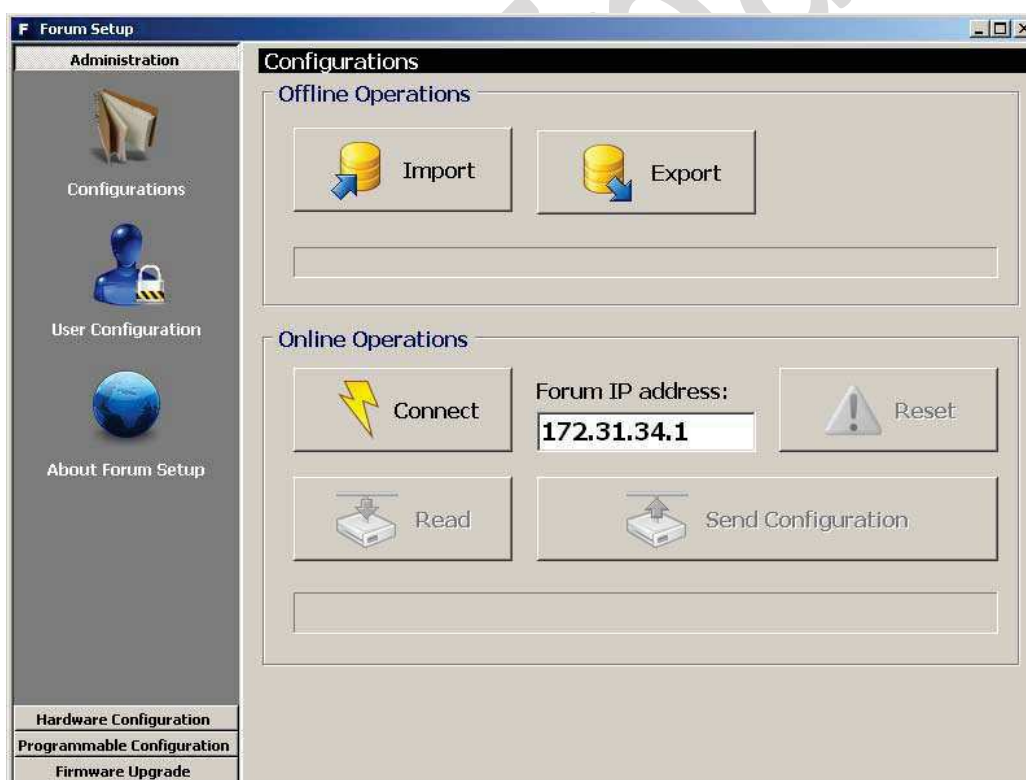 F Forum Setup
Administration
Configurations
User Configuration
About Forum Setup
Hardware Configuration
Programmable Configuration
Firmware Upgrade
Configurations
Offline Operations
Import
Export
Online Operations
Connect
Forum IP address:
172.31.34.1
Reset
Read
Send Configuration